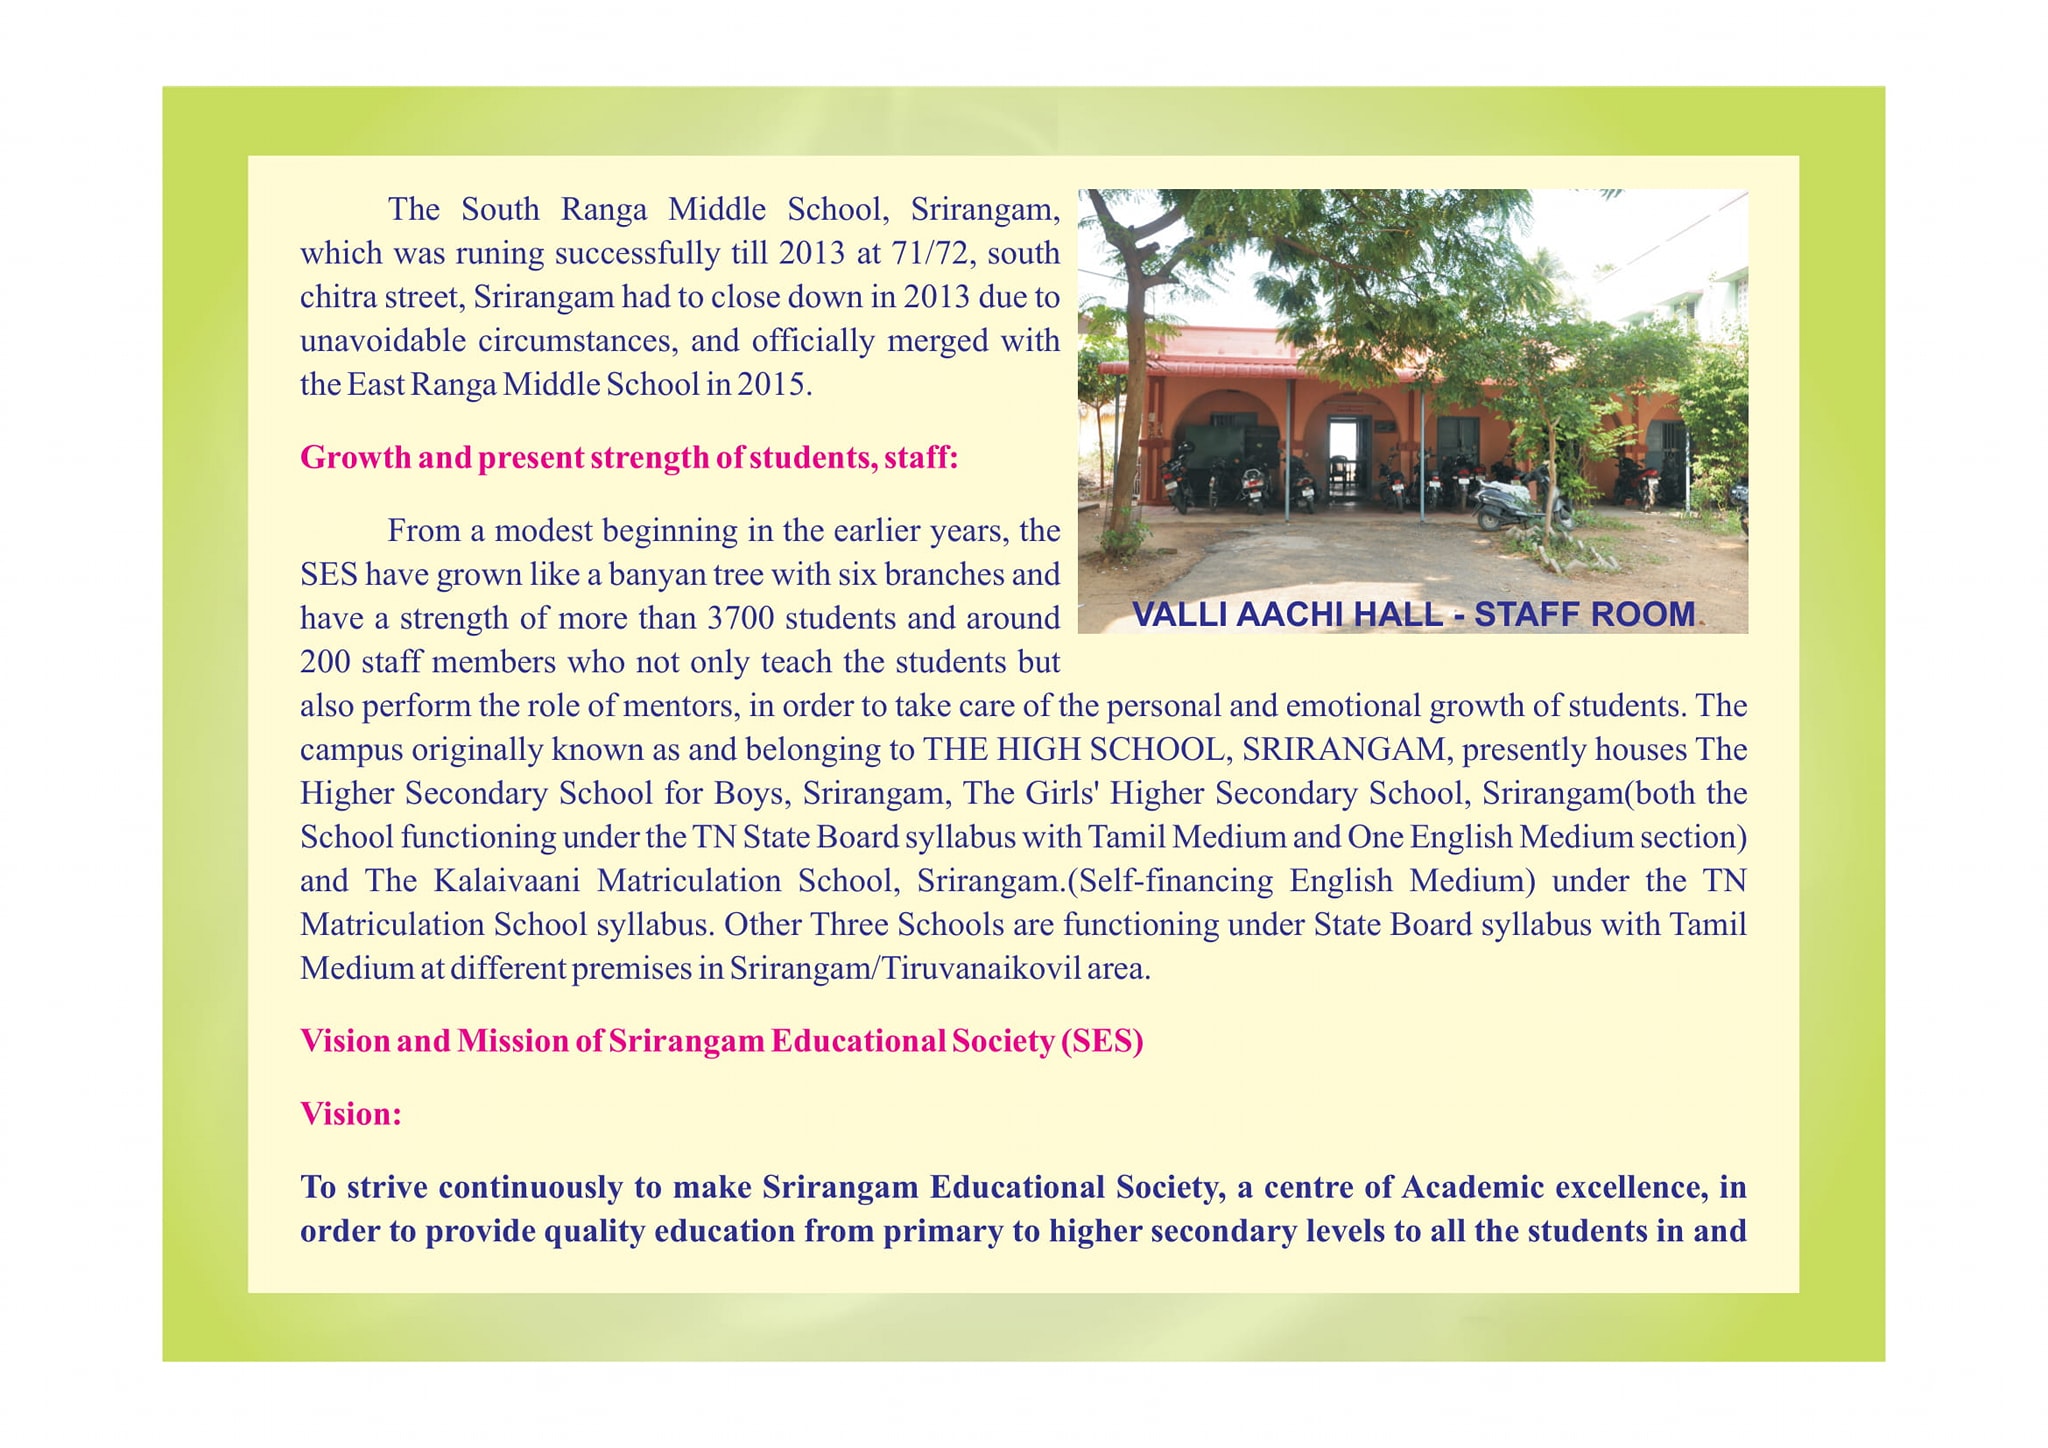 The South Ranga Middle School, Srirangam,
which was runing successfully till 2013 at 71/72, south
chitra street, Srirangam had to close down in 2013 due to
unavoidable circumstances, and officially merged with
the East Ranga Middle School in 2015.
Growth and present strength of students, staff:
From a modest beginning in the earlier years, the
SES have grown like a banyan tree with six branches and
have a strength of more than 3700 students and around
200 staff members who not only teach the students but
VALLI AACHI HALL - STAFF ROOM
also perform the role of mentors, in order to take care of the personal and emotional growth of students. The
campus originally known as and belonging to THE HIGH SCHOOL, SRIRANGAM, presently houses The
Higher Secondary School for Boys, Srirangam, The Girls' Higher Secondary School, Srirangam(both the
School functioning under the TN State Board syllabus with Tamil Medium and One English Medium section)
and The Kalaivaani Matriculation School, Srirangam.(Self-financing English Medium) under the TN
Matriculation School syllabus. Other Three Schools are functioning under State Board syllabus with Tamil
Medium at different premises in Srirangam/Tiruvanaikovil area.
Vision and Mission of Srirangam Educational Society (SES)
Vision:
To strive continuously to make Srirangam Educational Society, a centre of Academic excellence, in
order to provide quality education from primary to higher secondary levels to all the students in and